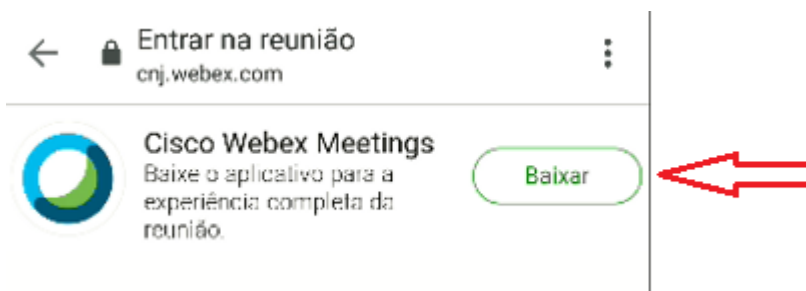 Entrar na reunião
cnj.webex.com
Cisco Webex Meetings
Baixe o aplicativo para a
experiência completa da
reunião.
Baixar